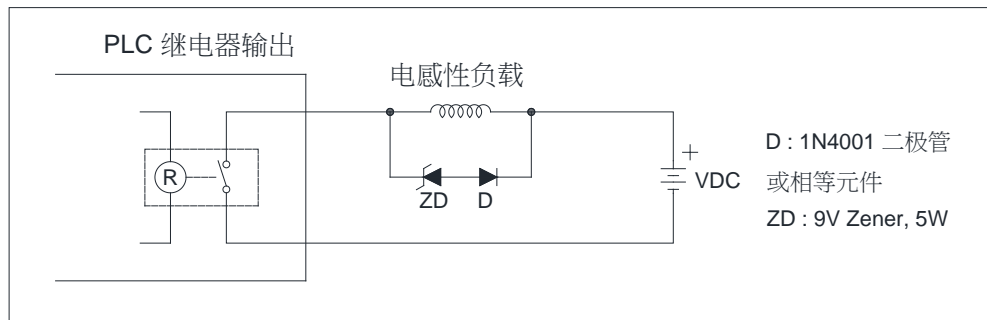 PLC 继电器输出
电感性负载
R
ZD
D
+
VDC
D : 1N4001 二极管
或相等元件
ZD : 9V Zener, 5W